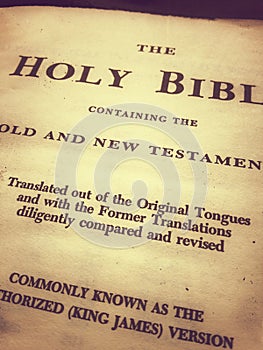 THE
HOLY BIBL
CONTAINING THE
OLD AND NEW TESTAMEN
Translated out of the Original Tongues
and with the Former Translations
diligently compared and revised
COMMONLY KNOWN AS THE
THORIZED (KING JAMES) VERSION